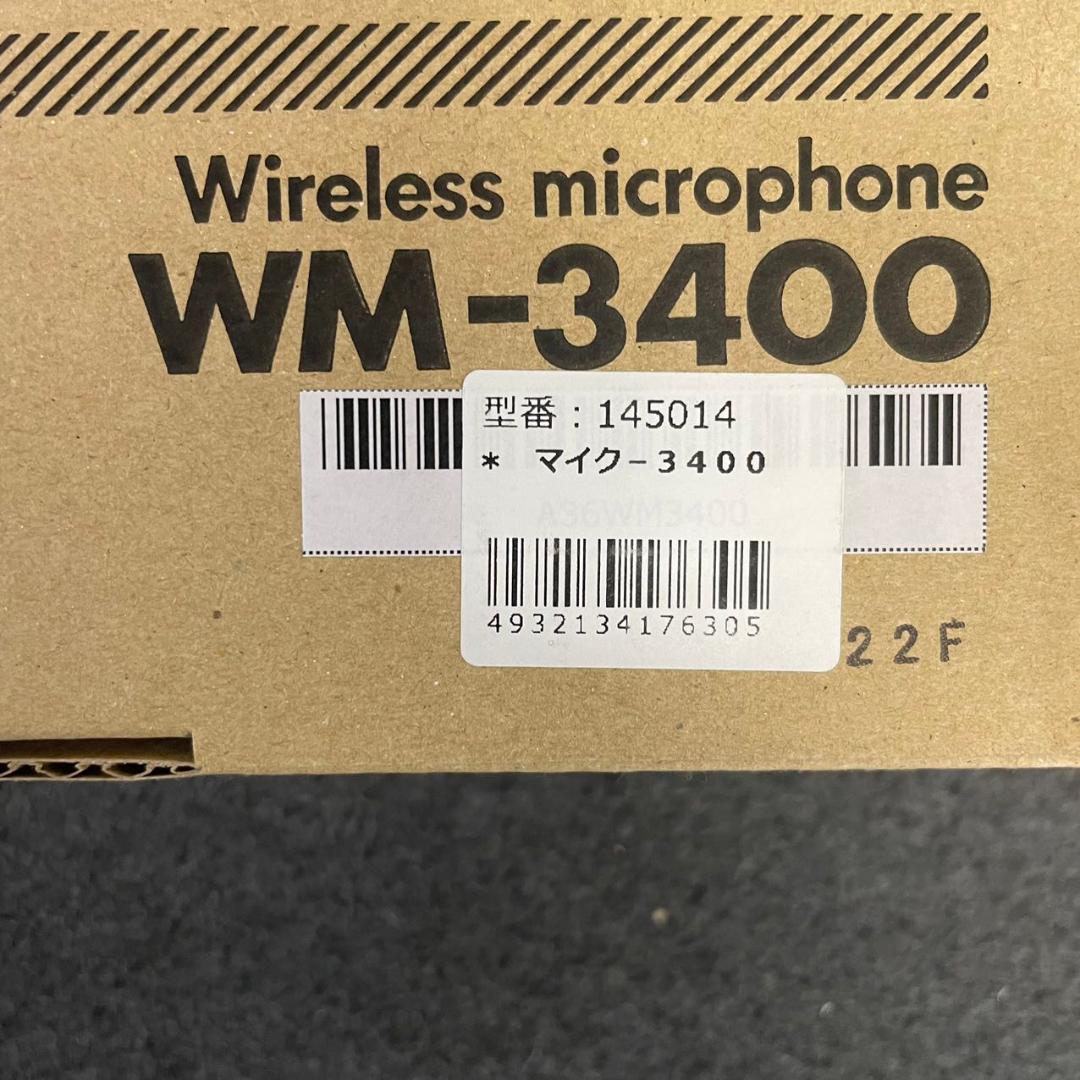 Wireless microphone
WM-3400
型番：145014
* マイク-3400
A36WM3400
4932134176305
22F